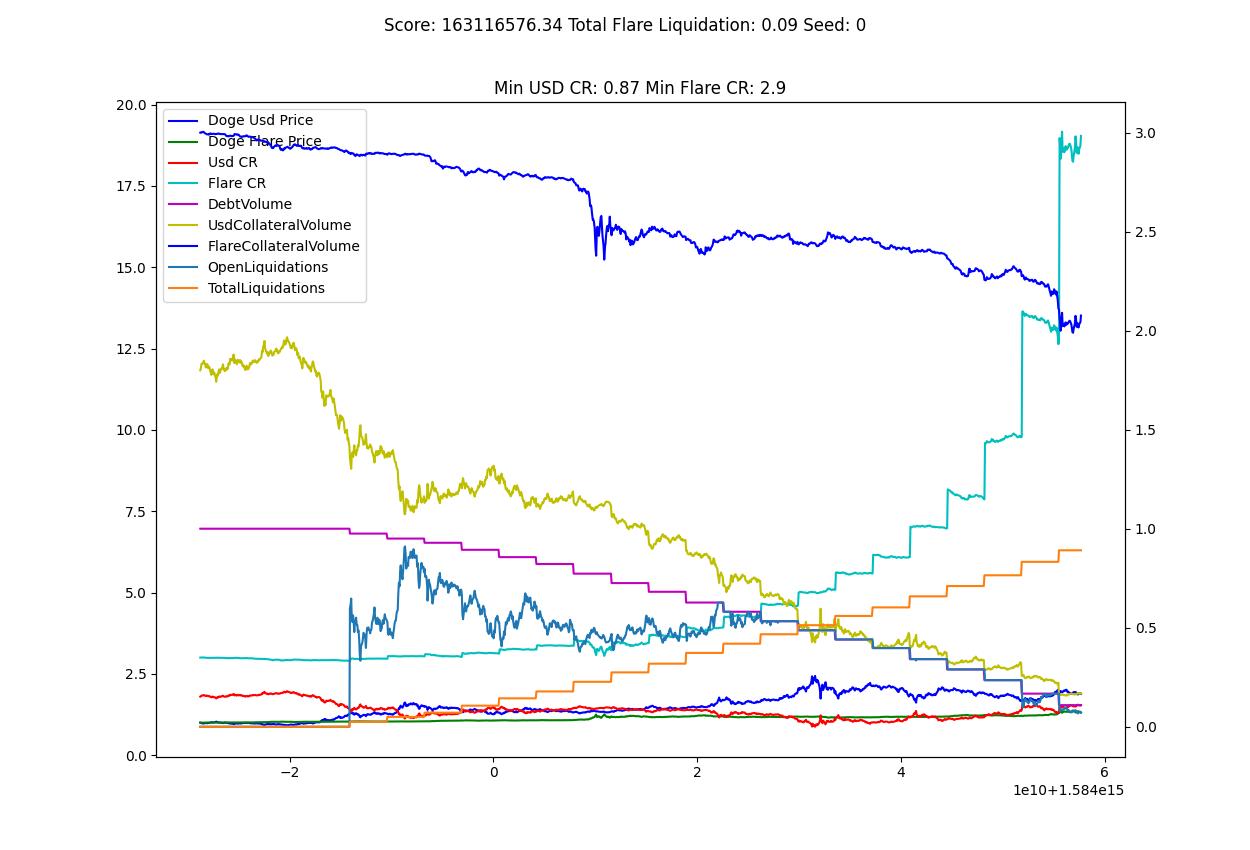 Score: 163116576.34 Total Flare Liquidation: 0.09 Seed: 0
Min USD CR: 0.87 Min Flare CR: 2.9
20.0
17.5
15.0
12.5
10.0
7.5
5.0
2.5
0.0
Doge Usd Price
Doge Flare Price
Usd CR
Flare CR
DebtVolume
UsdCollateralVolume
FlareCollateralVolume
OpenLiquidations
TotalLiquidations
3.0
2.5
2.0
1.5
1.0
0.5
0.0
−2
0
2
4
6
1e10+1.584e15